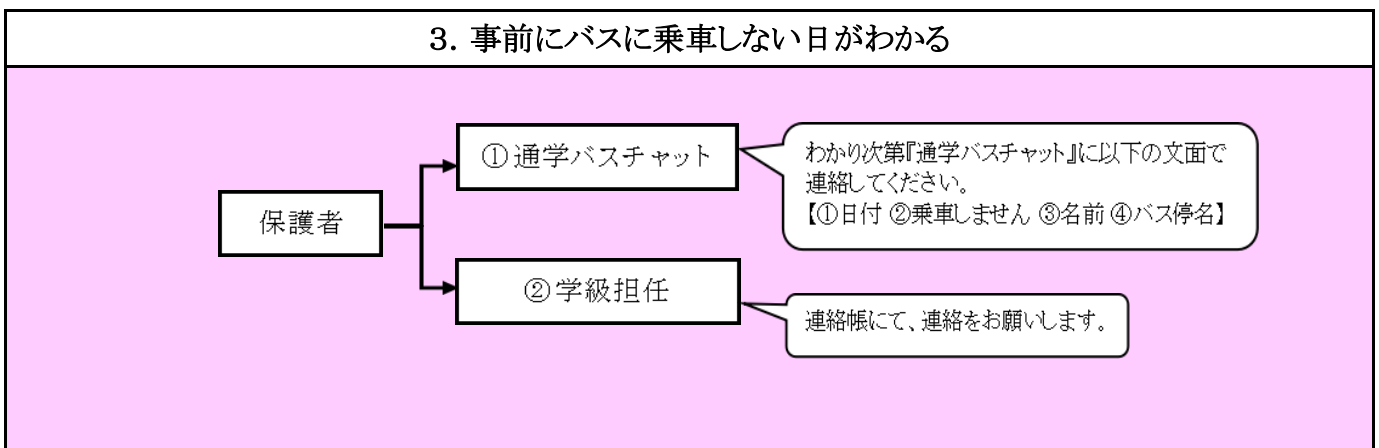 3．事前にバスに乗車しない日がわかる
①通学バスチャット
わかり次第『通学バスチャット』に以下の文面で
連絡してください。
【①日付 ②乗車しません ③名前 ④バス停名】
保護者
②学級担任
連絡帳にて、連絡をお願いします。